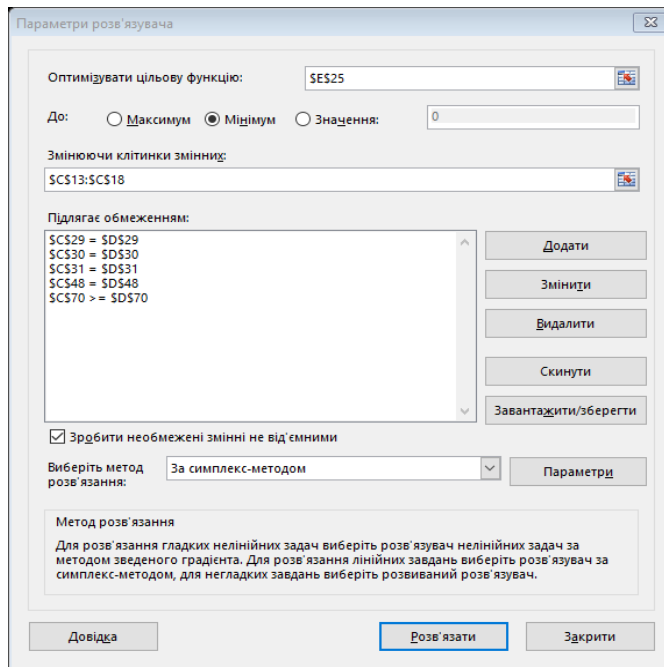 Параметри розв'язувача
Оптимізувати цільову функцію:
$E$25
До:
Максимум
Мінімум
Значення:
0
Змінюючи клітинки змінних:
$C$13:$C$18
Підлягає обмеженням:
$C$29 = $D$29
$C$30 = $D$30
$C$31 = $D$31
$C$48 = $D$48
$C$70 >= $D$70
Додати
Змінити
Видалити
Скинути
Завантажити/зберегти
Зробити необмежені змінні не від'ємними
Виберіть метод
розв'язання:
За симплекс-методом
Параметри
Метод розв'язання
Для розв'язання гладких нелінійних задач виберіть розв'язувач нелінійних задач за
методом зведеного градієнта. Для розв'язання лінійних завдань виберіть розв'язувач за
симплекс-методом, для негладких завдань виберіть розвиваний розв'язувач.
Довідка
Розв'язати
Закрити